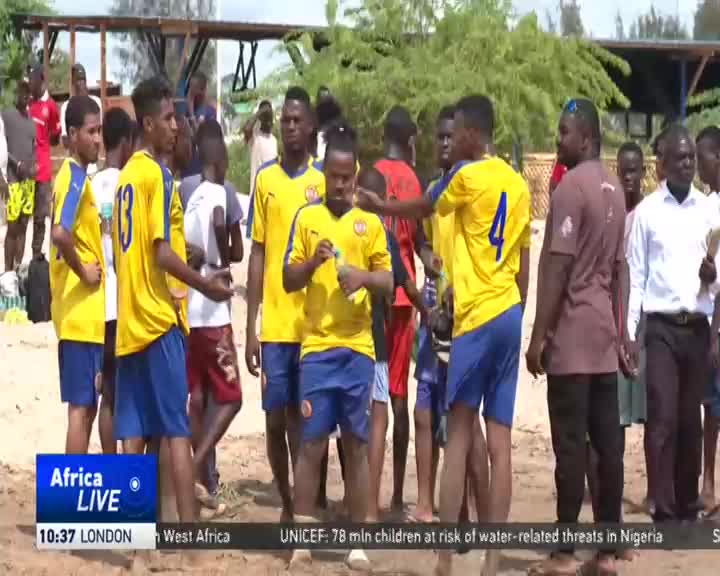 13
4
Africa
LIVE
10:37 LONDON
n West Africa
UNICEF: 78 mln children at risk of water-related threats in Nigeria
S